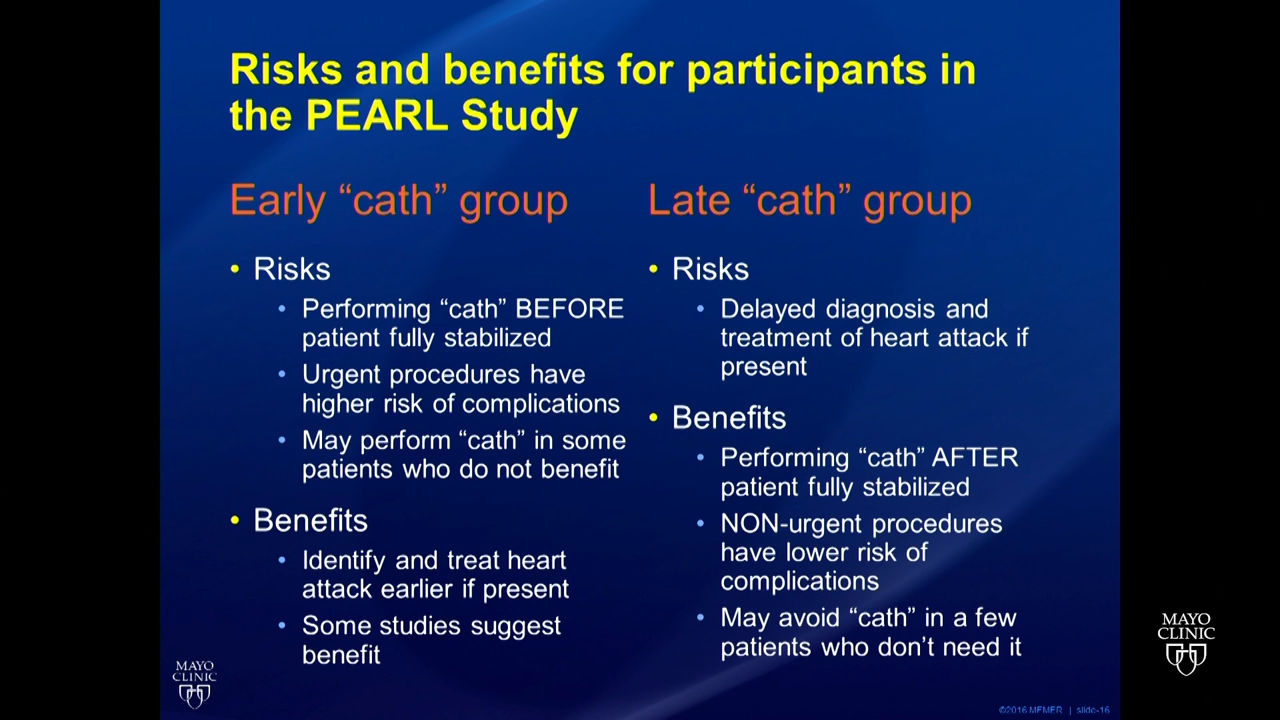 Risks and benefits for participants in
the PEARL Study
Early “cath” group
• Risks
• Performing “cath” BEFORE
patient fully stabilized
• Urgent procedures have
higher risk of complications
• May perform “cath” in some
patients who do not benefit
• Benefits
• Identify and treat heart
attack earlier if present
• Some studies suggest
benefit
Late “cath” group
• Risks
• Delayed diagnosis and
treatment of heart attack if
present
• Benefits
• Performing “cath” AFTER
patient fully stabilized
• NON-urgent procedures
have lower risk of
complications
• May avoid “cath” in a few
patients who don’t need it
MAYO
CLINIC
©2016 MFMER | slide-16
MAYO
CLINIC